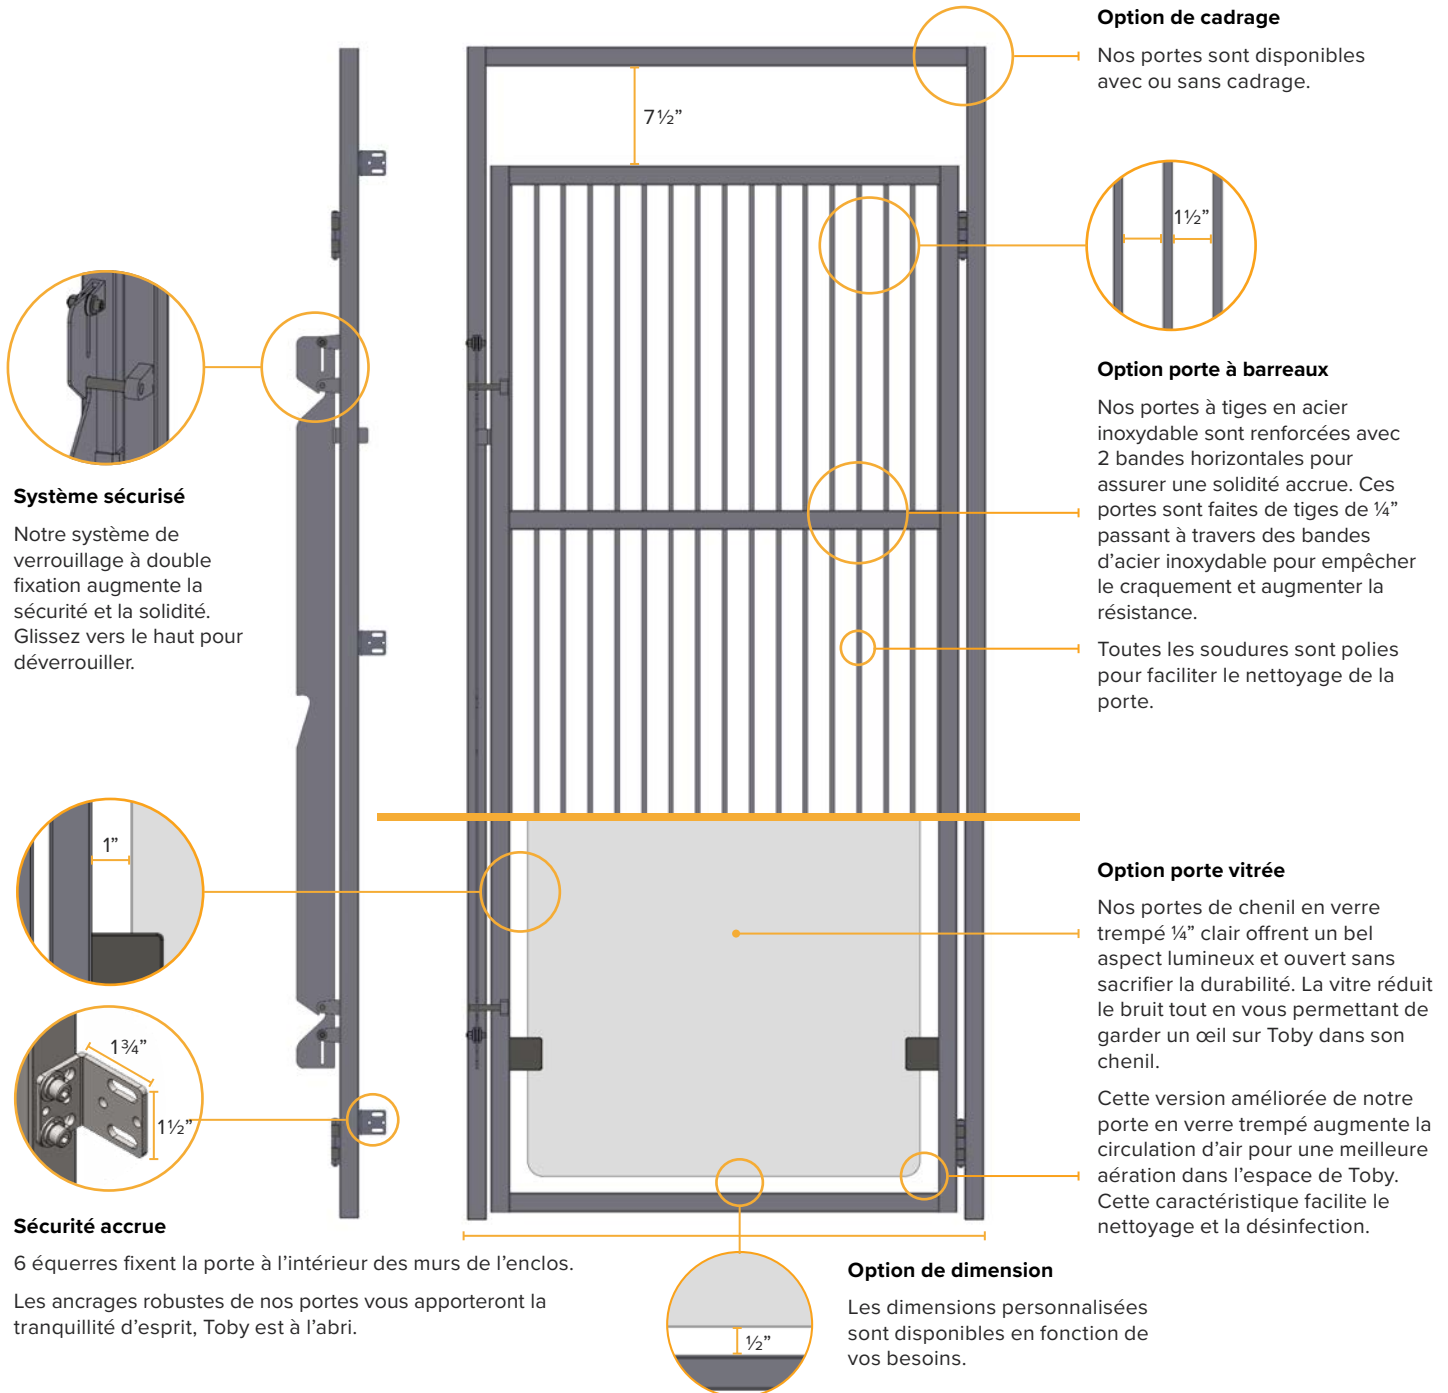 Option de cadrage
Nos portes sont disponibles
avec ou sans cadrage.
7½”
1½”
Option porte à barreaux
Nos portes à tiges en acier
inoxydable sont renforcées avec
2 bandes horizontales pour
assurer une solidité accrue. Ces
portes sont faites de tiges de ¼”
passant à travers des bandes
d’acier inoxydable pour empêcher
le craquement et augmenter la
résistance.
Toutes les soudures sont polies
pour faciliter le nettoyage de la
porte.
Système sécurisé
Notre système de
verrouillage à double
fixation augmente la
sécurité et la solidité.
Glissez vers le haut pour
déverrouiller.
1”
Option porte vitrée
Nos portes de chenil en verre
trempé ¼” clair offrent un bel
aspect lumineux et ouvert sans
sacrifier la durabilité. La vitre réduit
le bruit tout en vous permettant de
garder un œil sur Toby dans son
chenil.
Cette version améliorée de notre
porte en verre trempé augmente la
circulation d’air pour une meilleure
aération dans l’espace de Toby.
Cette caractéristique facilite le
nettoyage et la désinfection.
1¾”
1½”
Sécurité accrue
6 équerres fixent la porte à l’intérieur des murs de l’enclos.
Les ancrages robustes de nos portes vous apporteront la
tranquillité d’esprit, Toby est à l’abri.
½”
Option de dimension
Les dimensions personnalisées
sont disponibles en fonction de
vos besoins.